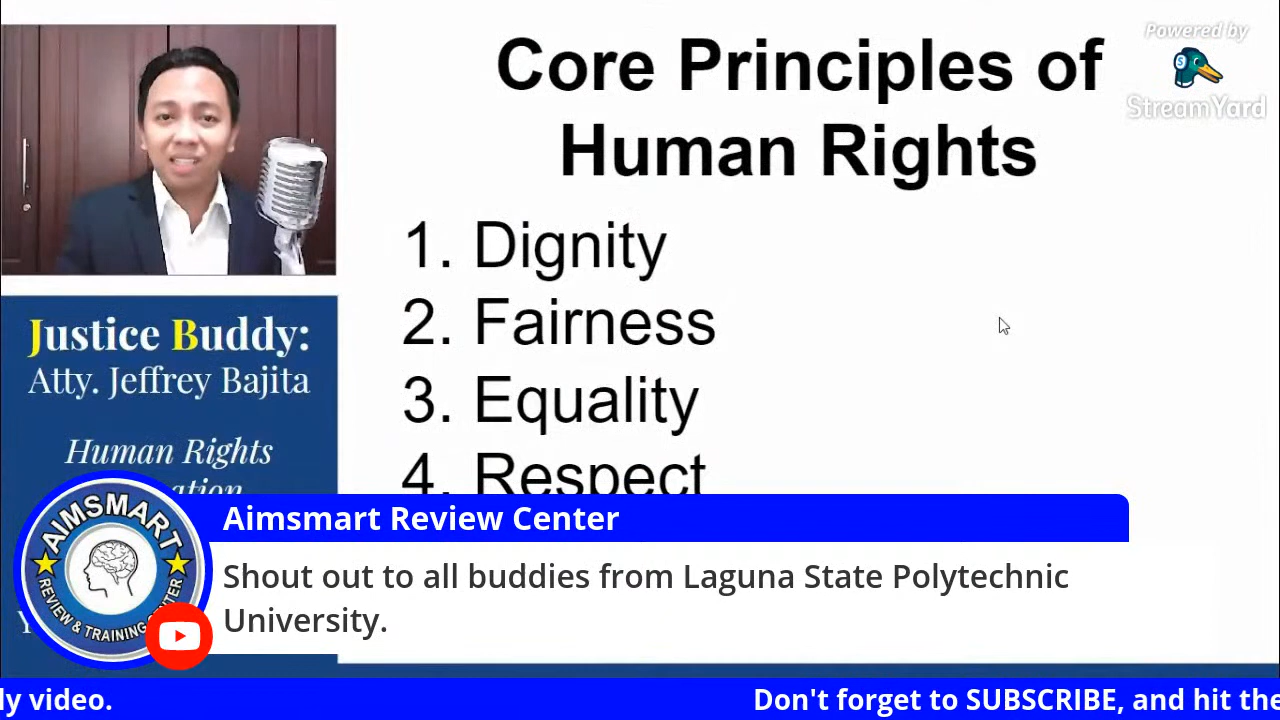 Core Principles of
Human Rights
1. Dignity
2. Fairness
3. Equality
4. Respect
Powered by
StreamYard
Justice Buddy:
Atty. Jeffrey Bajita
Human Rights
AIMSMART
REVIEW & TRAINING CENTER
Aimsmart Review Center
Shout out to all buddies from Laguna State Polytechnic
University.
video.
Don't forget to SUBSCRIBE, and hit the